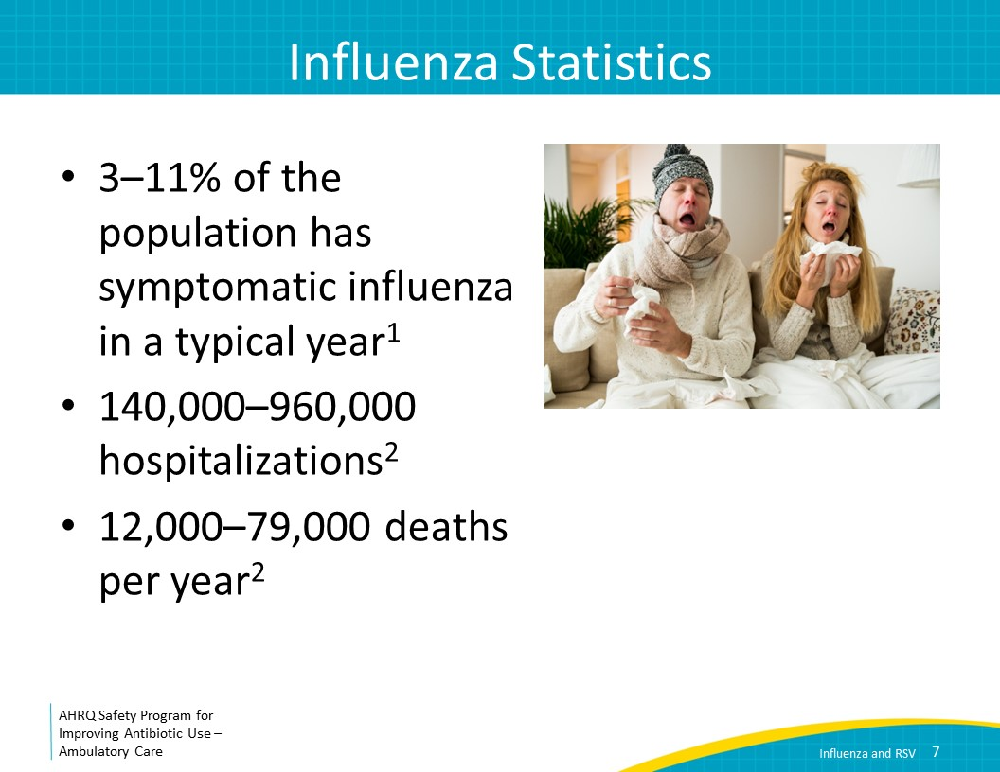 Influenza Statistics
• 3–11% of the
population has
symptomatic influenza
in a typical year¹
• 140,000–960,000
hospitalizations²
• 12,000–79,000 deaths
per year²
AHRQ Safety Program for
Improving Antibiotic Use –
Ambulatory Care
Influenza and RSV 7